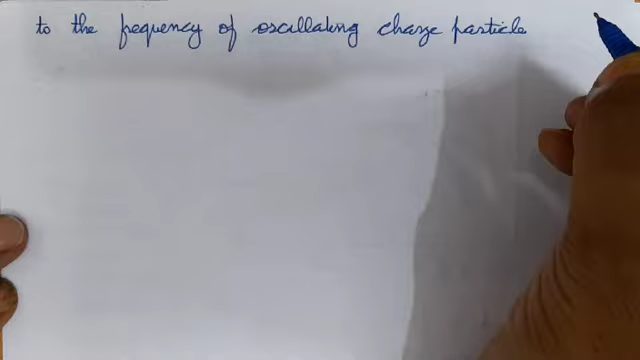 to the frequency of oscillating charge particle